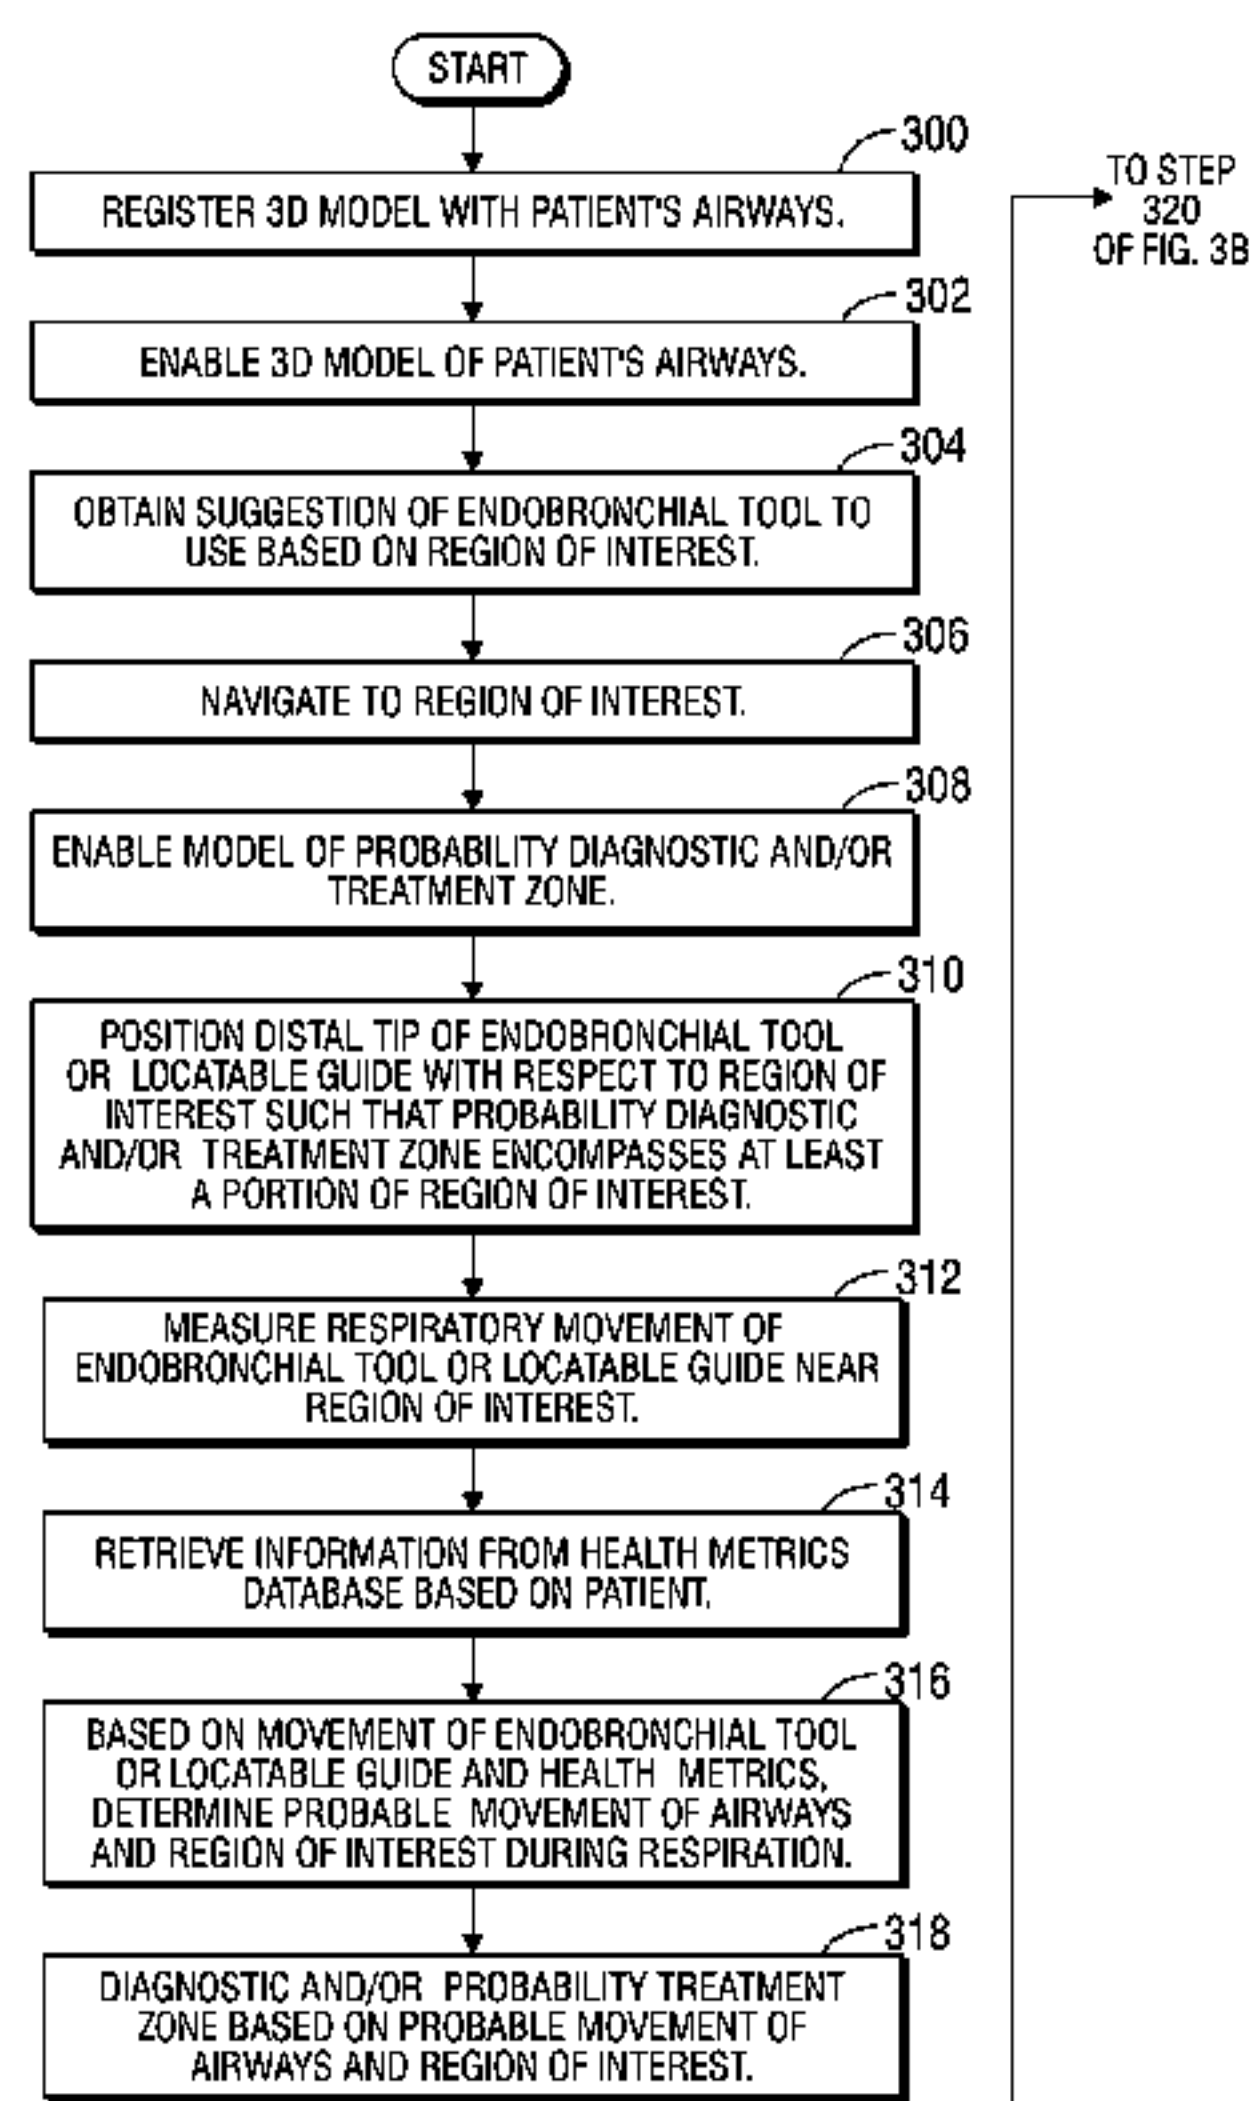 START
300
REGISTER 3D MODEL WITH PATIENT'S AIRWAYS.
302
ENABLE 3D MODEL OF PATIENT'S AIRWAYS.
304
OBTAIN SUGGESTION OF ENDOBRONCHIAL TOOL TO
USE BASED ON REGION OF INTEREST.
306
NAVIGATE TO REGION OF INTEREST.
308
ENABLE MODEL OF PROBABILITY DIAGNOSTIC AND/OR
TREATMENT ZONE.
310
POSITION DISTAL TIP OF ENDOBRONCHIAL TOOL
OR LOCATABLE GUIDE WITH RESPECT TO REGION OF
INTEREST SUCH THAT PROBABILITY DIAGNOSTIC
AND/OR TREATMENT ZONE ENCOMPASSES AT LEAST
A PORTION OF REGION OF INTEREST.
312
MEASURE RESPIRATORY MOVEMENT OF
ENDOBRONCHIAL TOOL OR LOCATABLE GUIDE NEAR
REGION OF INTEREST.
314
RETRIEVE INFORMATION FROM HEALTH METRICS
DATABASE BASED ON PATIENT.
316
BASED ON MOVEMENT OF ENDOBRONCHIAL TOOL
OR LOCATABLE GUIDE AND HEALTH METRICS,
DETERMINE PROBABLE MOVEMENT OF AIRWAYS
AND REGION OF INTEREST DURING RESPIRATION.
318
DIAGNOSTIC AND/OR PROBABILITY TREATMENT
ZONE BASED ON PROBABLE MOVEMENT OF
AIRWAYS AND REGION OF INTEREST.
TO STEP
320
OF FIG. 3B